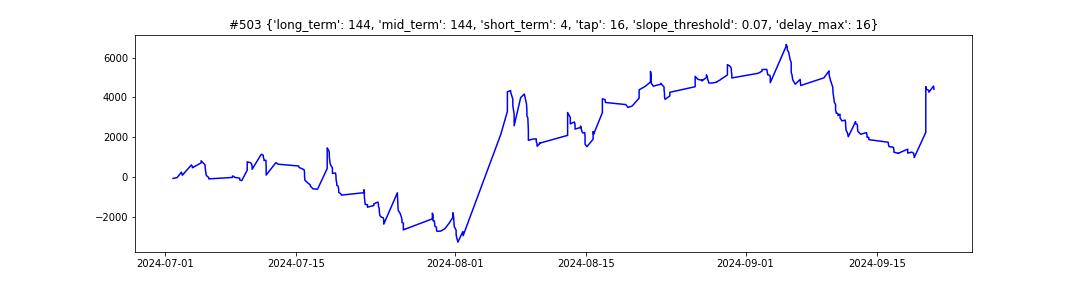 #503 {'long_term': 144, 'mid_term': 144, 'short_term': 4, 'tap': 16, 'slope_threshold': 0.07, 'delay_max': 16}
6000
4000
2000
0
−2000
2024-07-01 2024-07-15 2024-08-01 2024-08-15 2024-09-01 2024-09-15